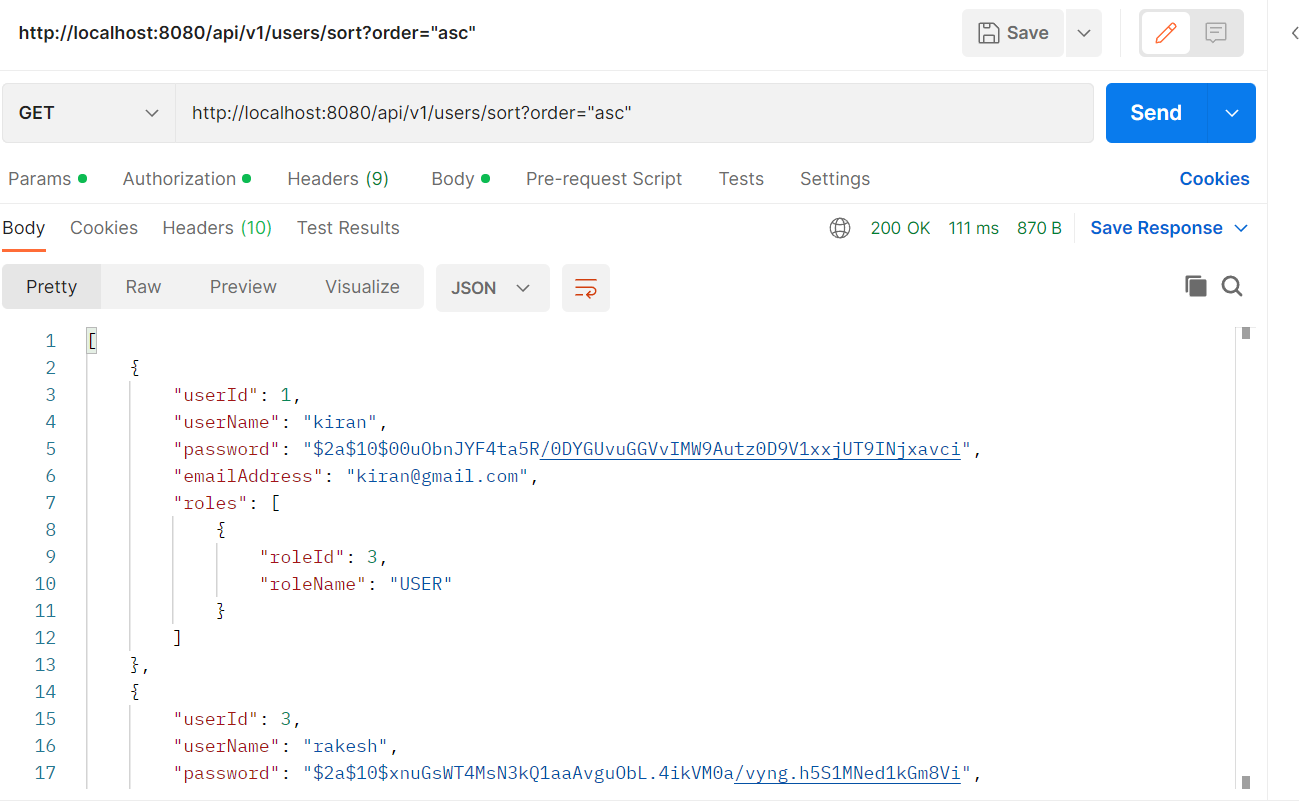 http://localhost:8080/api/v1/users/sort?order="asc"
Save
GET
http://localhost:8080/api/v1/users/sort?order="asc"
Send
Params Authorization Headers (9) Body Pre-request Script Tests Settings Cookies
Body Cookies Headers (10) Test Results 200 OK 111 ms 870 B Save Response
Pretty Raw Preview Visualize JSON
1 [
2 {
3 "userId": 1,
4 "userName": "kiran",
5 "password": "$2a$10$00uObnJYF4ta5R/0DYGUvuGGVvIMW9Autz0D9V1xxjUT9INjxavci",
6 "emailAddress": "kiran@gmail.com",
7 "roles": [
8 {
9 "roleId": 3,
10 "roleName": "USER"
11 }
12 ]
13 },
14 {
15 "userId": 3,
16 "userName": "rakesh",
17 "password": "$2a$10$xnuGsWT4MsN3kQ1aaAvguObL.4ikVM0a/vyng.h5S1MNed1kGm8Vi",